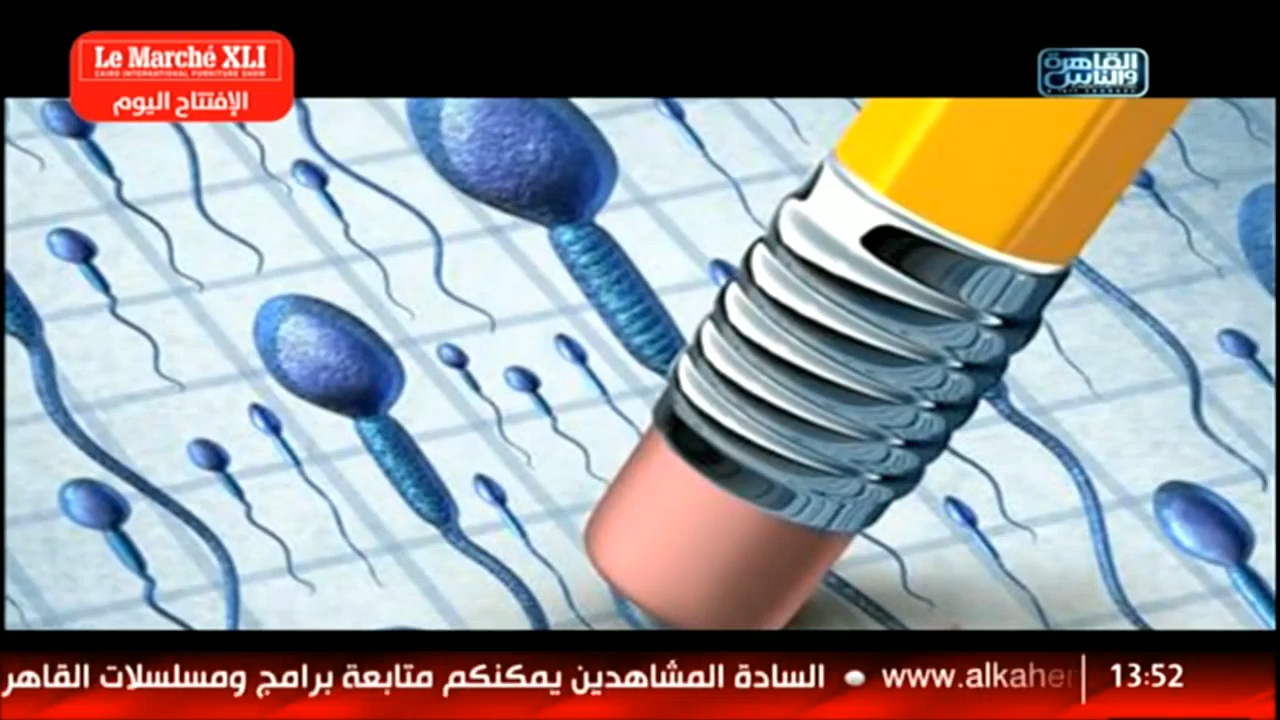 Le Marché XLI
CAIRO INTERNATIONAL FURNITURE SHOW
الإفتتاح اليوم
القاهرة
والناس
السادة المشاهدين يمكنكم متابعة برامج ومسلسلات القاهر
www.alkaher
13:52